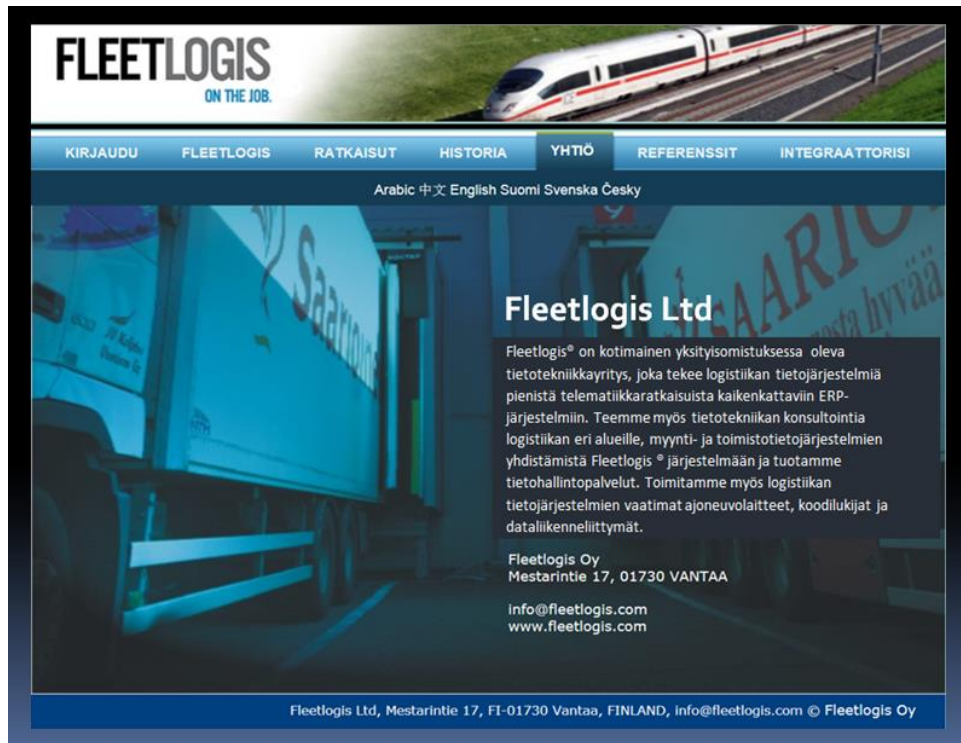 FLEETLOGIS
ON THE JOB.
KIRJAUDU FLEETLOGIS RATKAISUT HISTORIA YHTIÖ REFERENSSIT INTEGRAATTORISI
Arabic 中文 English Suomi Svenska Česky
9
Saarioinen
SAARIO
Fleetlogis Ltd
Fleetlogis® on kotimainen yksityisomistuksessa oleva
tietotekniikkayritys, joka tekee logistiikan tietojärjestelmiä
pienistä telematiikkaratkaisuista kaikenkattaviin ERP-
järjestelmiin. Teemme myös tietotekniikan konsultointia
logistiikan eri alueille, myynti- ja toimistotietojärjestelmien
yhdistämistä Fleetlogis ® järjestelmään ja tuotamme
tietohallintopalvelut. Toimitamme myös logistiikan
tietojärjestelmien vaatimat ajoneuvolaitteet, koodilukijat ja
dataliikenneliittymät.
Fleetlogis Oy
Mestarintie 17, 01730 VANTAA
info@fleetlogis.com
www.fleetlogis.com
Fleetlogis Ltd, Mestarintie 17, FI-01730 Vantaa, FINLAND, info@fleetlogis.com © Fleetlogis Oy